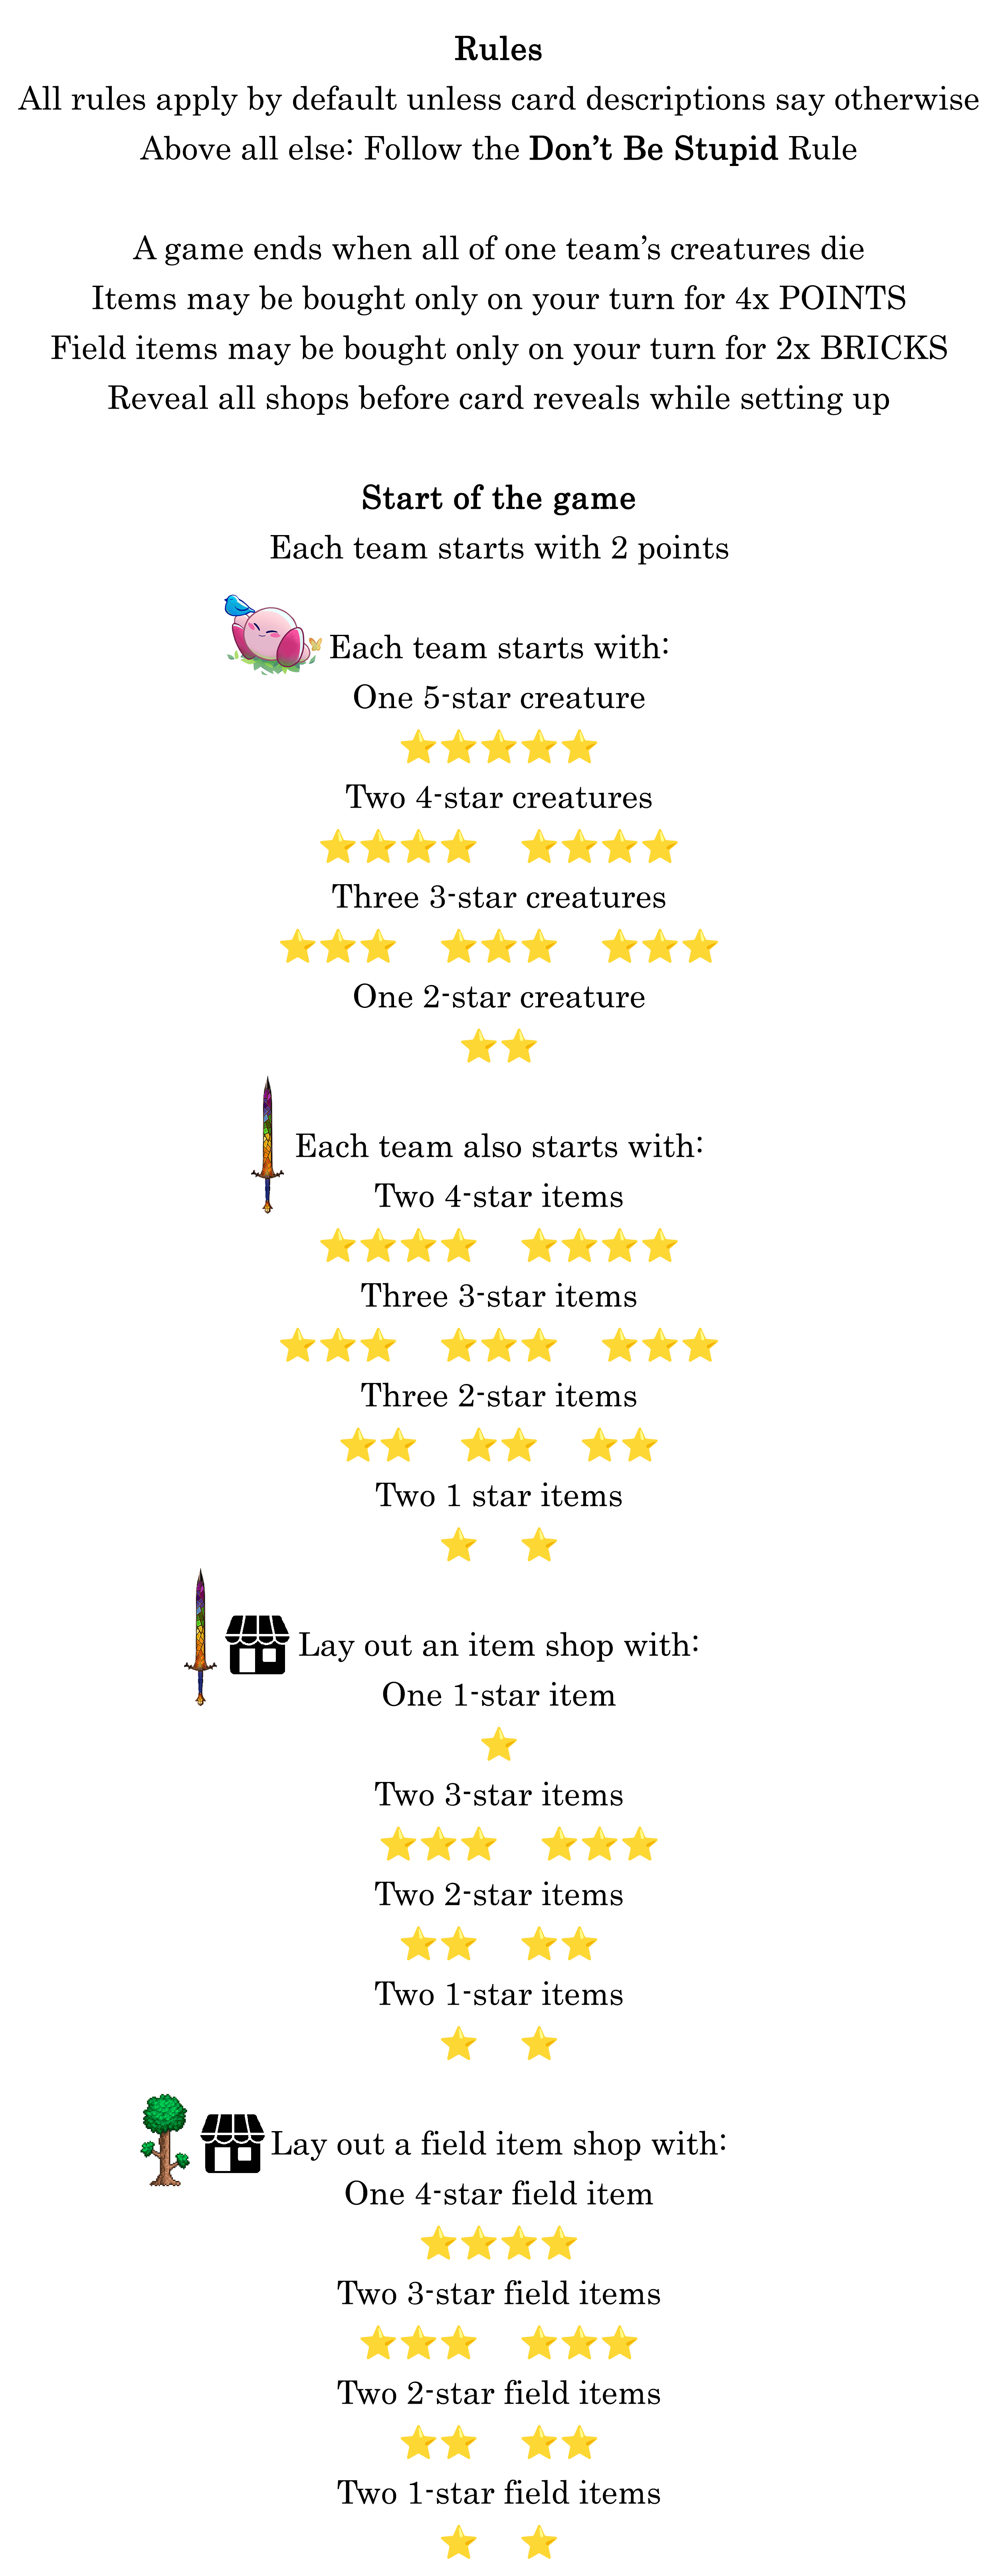 Rules
All rules apply by default unless card descriptions say otherwise
Above all else: Follow the Don't Be Stupid Rule
A game ends when all of one team's creatures die
Items may be bought only on your turn for 4x POINTS
Field items may be bought only on your turn for 2x BRICKS
Reveal all shops before card reveals while setting up
Start of the game
Each team starts with 2 points
Each team starts with:
One 5-star creature
Two 4-star creatures
Three 3-star creatures
One 2-star creature
Each team also starts with:
Two 4-star items
Three 3-star items
Three 2-star items
Two 1 star items
Lay out an item shop with:
One 1-star item
Two 3-star items
Two 2-star items
Two 1-star items
Lay out a field item shop with:
One 4-star field item
Two 3-star field items
Two 2-star field items
Two 1-star field items